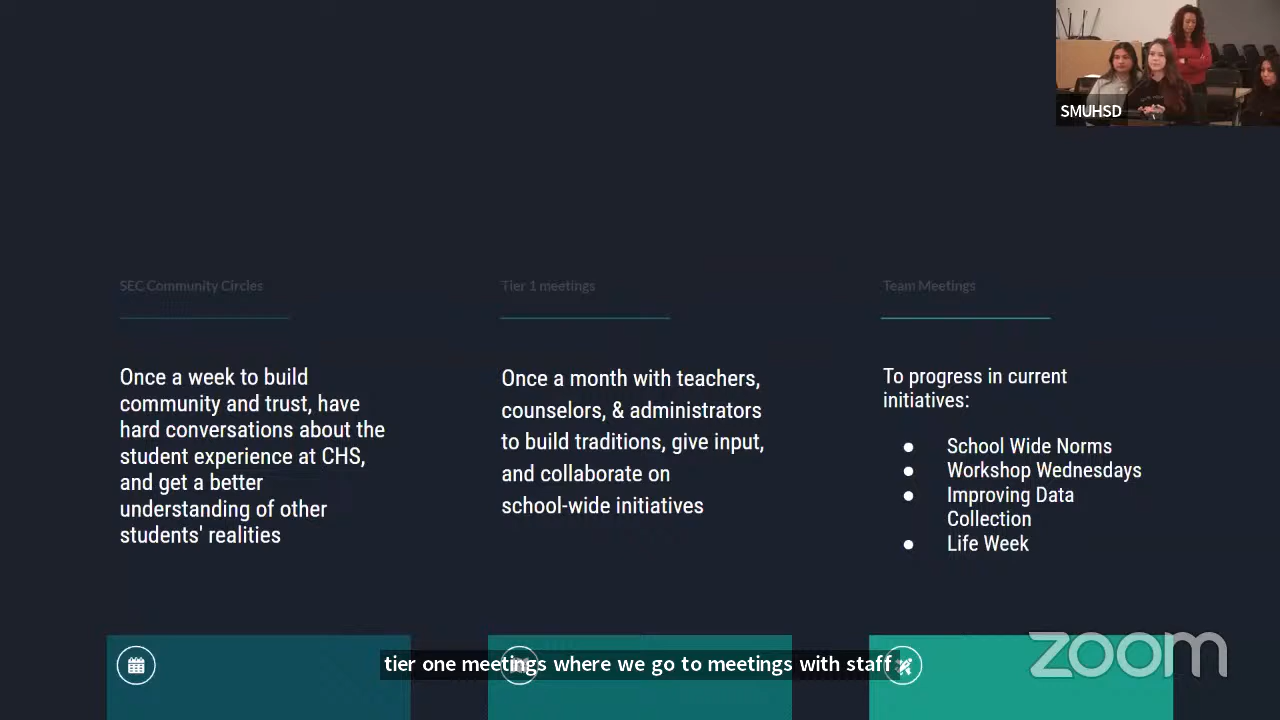 SMUHSD
SEC Community Circles
Once a week to build
community and trust, have
hard conversations about the
student experience at CHS,
and get a better
understanding of other
students' realities
Tier 1 meetings
Once a month with teachers,
counselors, & administrators
to build traditions, give input,
and collaborate on
school-wide initiatives
Team Meetings
To progress in current
initiatives:
● School Wide Norms
● Workshop Wednesdays
● Improving Data
Collection
● Life Week
tier one meetings where we go to meetings with staff
zoom